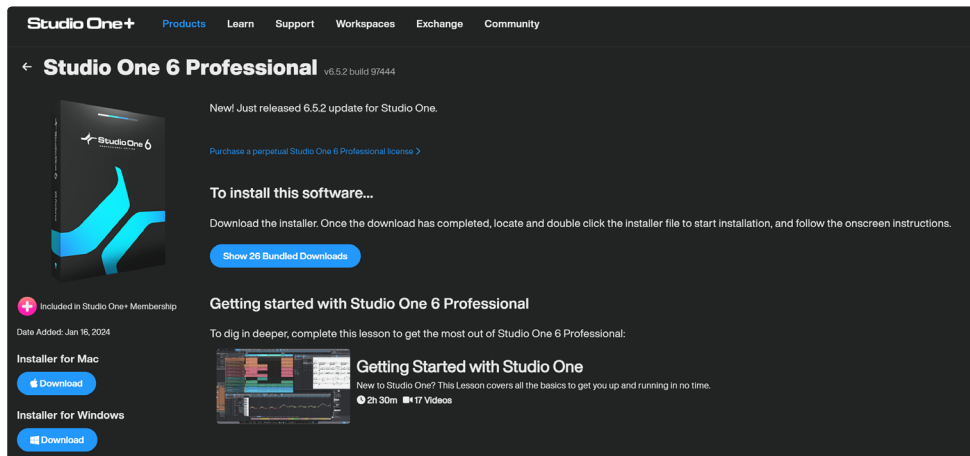 Studio One+ Products Learn Support Workspaces Exchange Community
← Studio One 6 Professional v6.5.2 build 97444
New! Just released 6.5.2 update for Studio One.
Purchase a perpetual Studio One 6 Professional license >
Studio One 6
PROFESSIONAL EDITION
To install this software...
Download the installer. Once the download has completed, locate and double click the installer file to start installation, and follow the onscreen instructions.
Show 26 Bundled Downloads
Included in Studio One+ Membership
Date Added: Jan 16, 2024
Installer for Mac
Download
Installer for Windows
Download
Getting started with Studio One 6 Professional
To dig in deeper, complete this lesson to get the most out of Studio One 6 Professional:
Getting Started with Studio One
New to Studio One? This Lesson covers all the basics to get you up and running in no time.
2h 30m 17 Videos